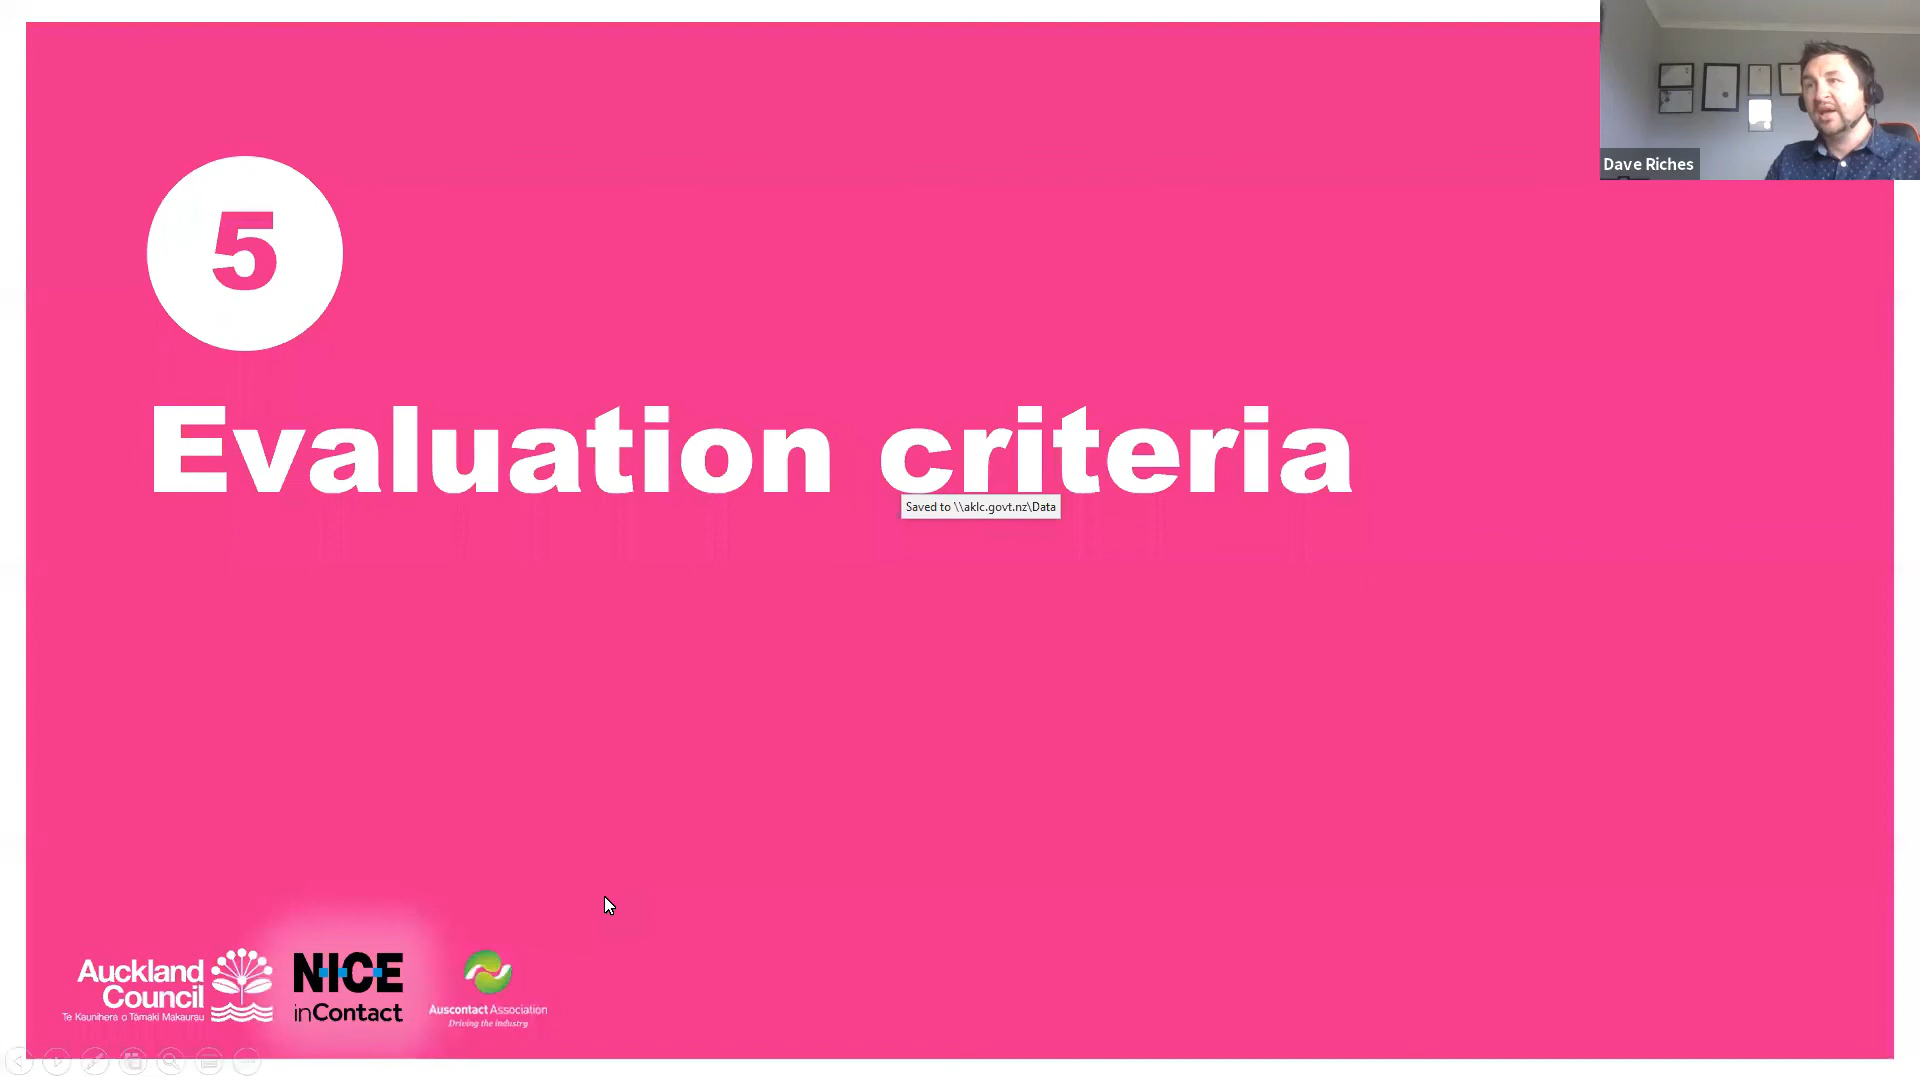 Dave Riches
5
Evaluation criteria
Saved to \\aklc.govt.nz\Data
Auckland
Council
Te Kaunihera o Tāmaki Makaurau
NICE
inContact
Auscontact Association
Driving the industry